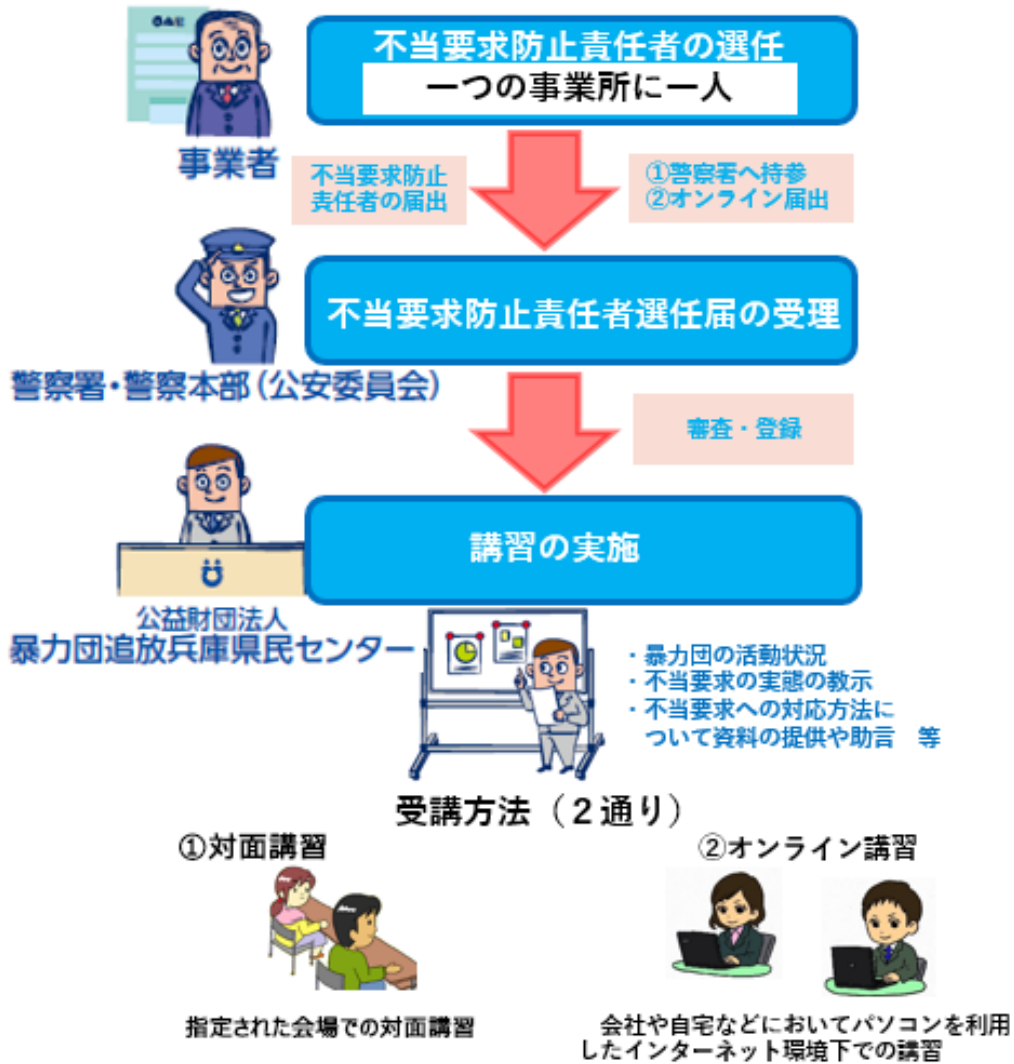 不当要求防止責任者の選任
一つの事業所に一人
事業者
不当要求防止
責任者の届出
①警察署へ持参
②オンライン届出
不当要求防止責任者選任届の受理
警察署・警察本部(公安委員会)
審査・登録
講習の実施
公益財団法人
暴力団追放兵庫県民センター
・暴力団の活動状況
・不当要求の実態の教示
・不当要求への対応方法に
ついて資料の提供や助言　等
受講方法(2通り)
①対面講習
②オンライン講習
指定された会場での対面講習
会社や自宅などにおいてパソコンを利用
したインターネット環境下での講習